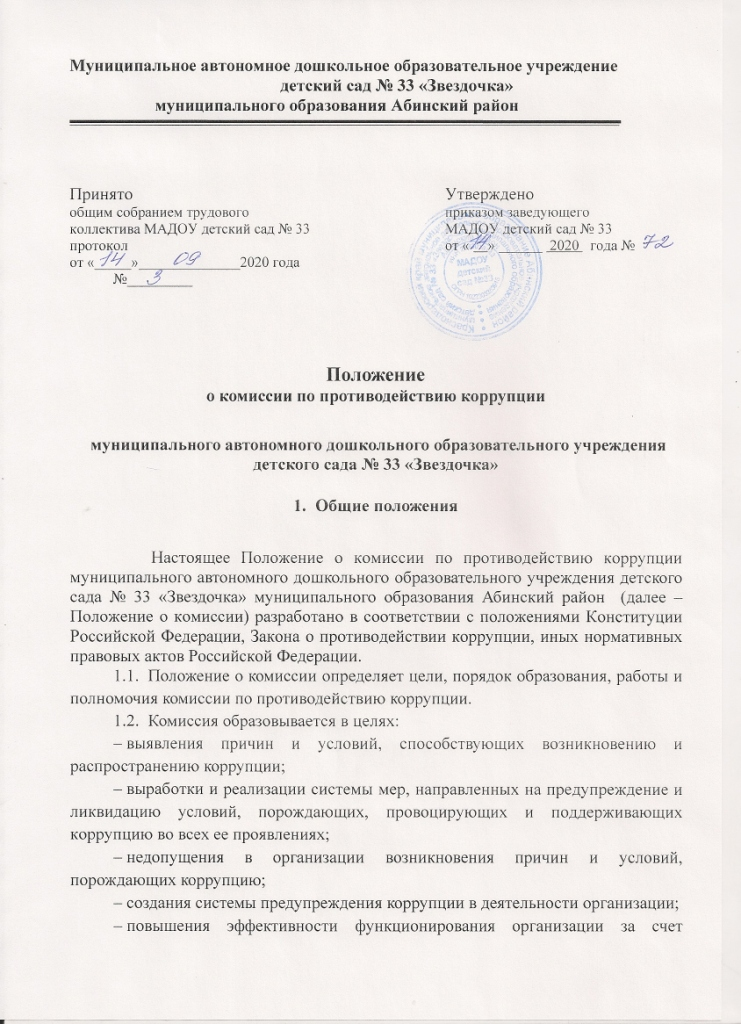 Муниципальное автономное дошкольное образовательное учреждение
детский сад № 33 «Звездочка»
муниципального образования Абинский район
Принято
общим собранием трудового
коллектива МАДОУ детский сад № 33
протокол
от «14» 09 2020 года
№ 3
Утверждено
приказом заведующего
МАДОУ детский сад № 33
от «14» 2020 года № 72
МАДОУ
детский
сад №33
Положение
о комиссии по противодействию коррупции
муниципального автономного дошкольного образовательного учреждения
детского сада № 33 «Звездочка»
1. Общие положения
Настоящее Положение о комиссии по противодействию коррупции
муниципального автономного дошкольного образовательного учреждения детского
сада № 33 «Звездочка» муниципального образования Абинский район (далее –
Положение о комиссии) разработано в соответствии с положениями Конституции
Российской Федерации, Закона о противодействии коррупции, иных нормативных
правовых актов Российской Федерации.
1.1. Положение о комиссии определяет цели, порядок образования, работы и
полномочия комиссии по противодействию коррупции.
1.2. Комиссия образовывается в целях:
– выявления причин и условий, способствующих возникновению и
распространению коррупции;
– выработки и реализации системы мер, направленных на предупреждение и
ликвидацию условий, порождающих, провоцирующих и поддерживающих
коррупцию во всех ее проявлениях;
– недопущения в организации возникновения причин и условий,
порождающих коррупцию;
– создания системы предупреждения коррупции в деятельности организации;
– повышения эффективности функционирования организации за счет